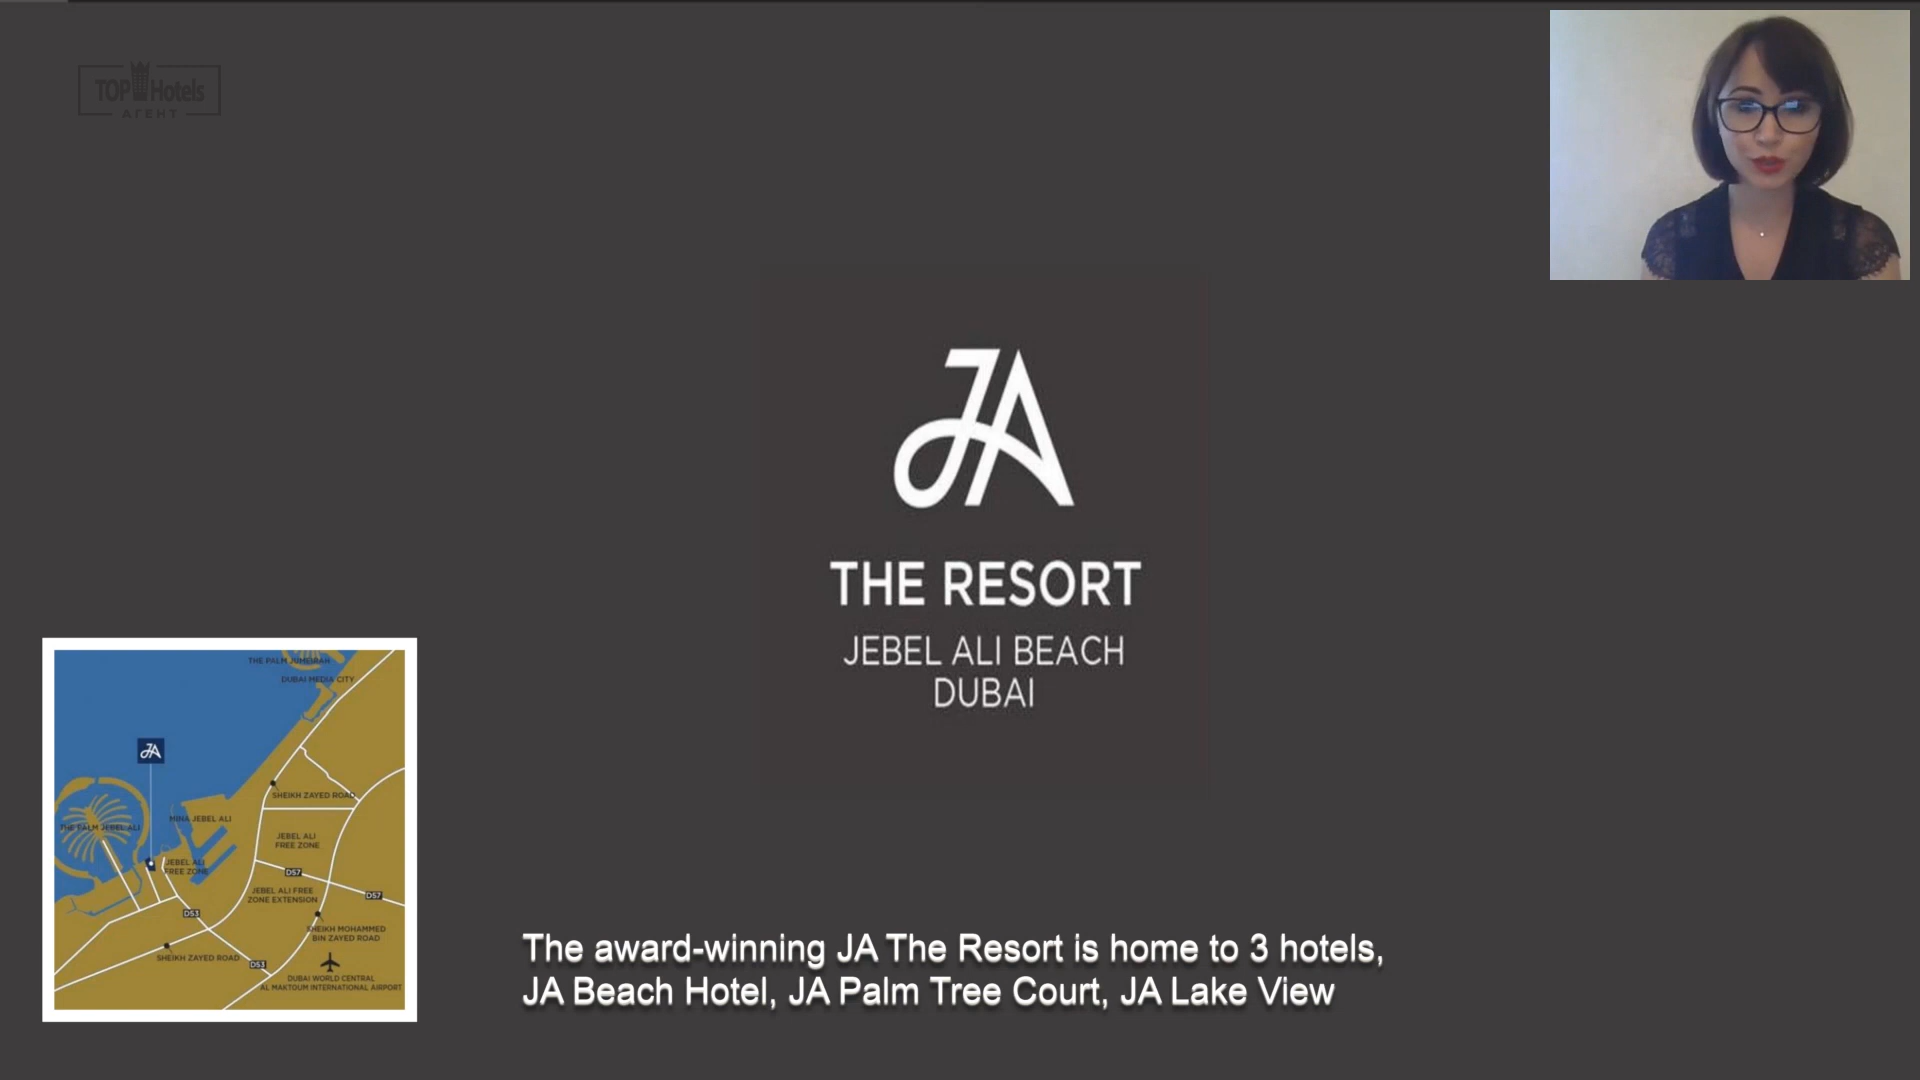 TOP Hotels
АГЕНТ
JA
THE RESORT
JEBEL ALI BEACH
DUBAI
THE PALM JUMEIRAH
DUBAI MEDIA CITY
JA
SHEIKH ZAYED ROAD
MINA JEBEL ALI
THE PALM JEBEL ALI
JEBEL ALI
FREE ZONE
JEBEL ALI
FREE ZONE
D57
JEBEL ALI FREE
ZONE EXTENSION
D57
D53
SHEIKH MOHAMMED
BIN ZAYED ROAD
SHEIKH ZAYED ROAD
D53
DUBAI WORLD CENTRAL
AL MAKTOUM INTERNATIONAL AIRPORT
The award-winning JA The Resort is home to 3 hotels,
JA Beach Hotel, JA Palm Tree Court, JA Lake View